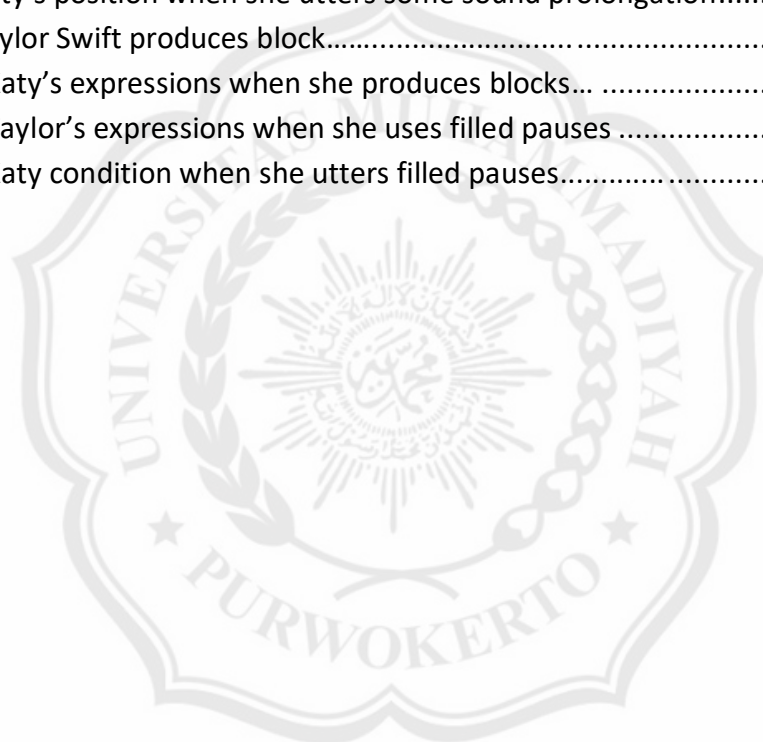 ty's position when she utters some sound prolongation......
ylor Swift produces block.............................................................
aty's expressions when she produces blocks… .....................
aylor's expressions when she uses filled pauses ...................
aty condition when she utters filled pauses..............................
UNIVERSITAS MUHAMMADIYAH
PURWOKERTO